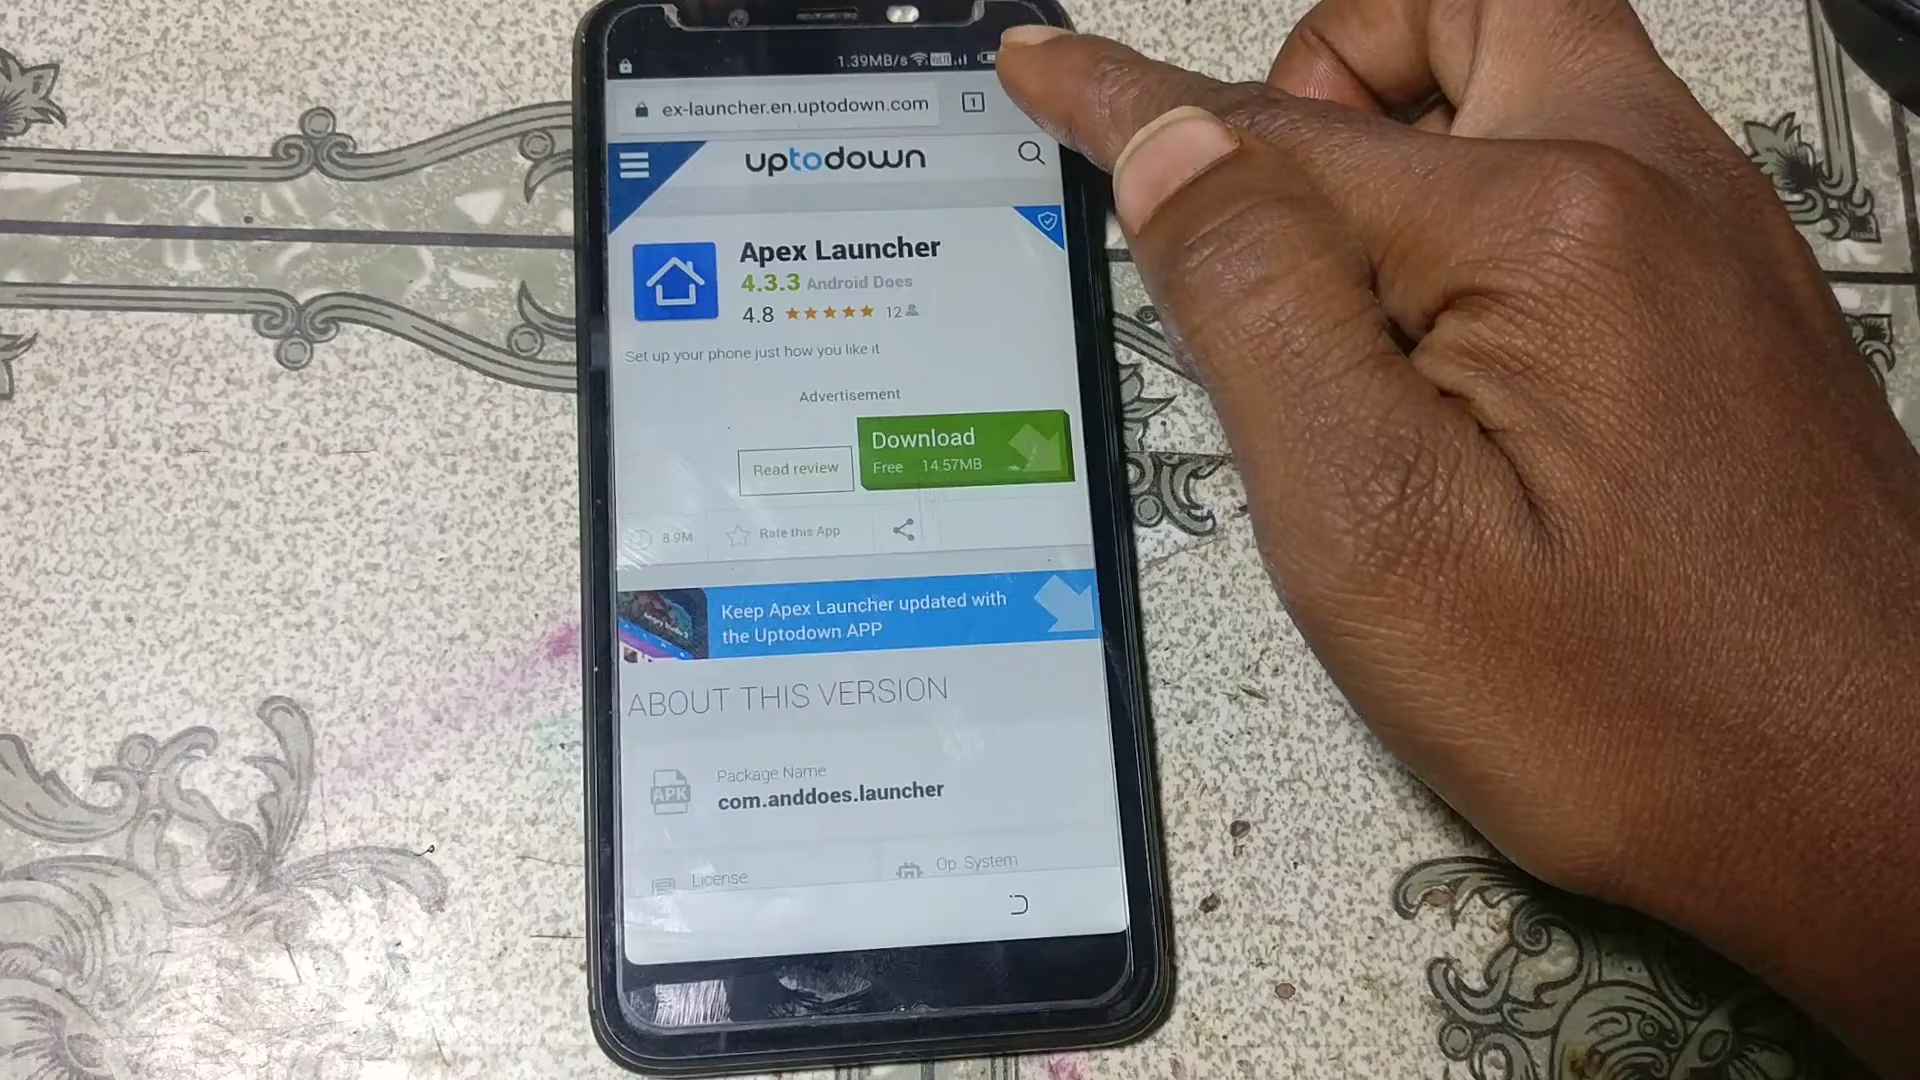 1.39MB/s
ex-launcher.en.uptodown.com
1
uptodown
Apex Launcher
4.3.3 Android Does
4.8 12
Set up your phone just how you like it
Advertisement
Download
Free 14.57MB
Read review
8.9M
Rate this App
Keep Apex Launcher updated with
the Uptodown APP
ABOUT THIS VERSION
APK
Package Name
com.anddoes.launcher
License
Op. System